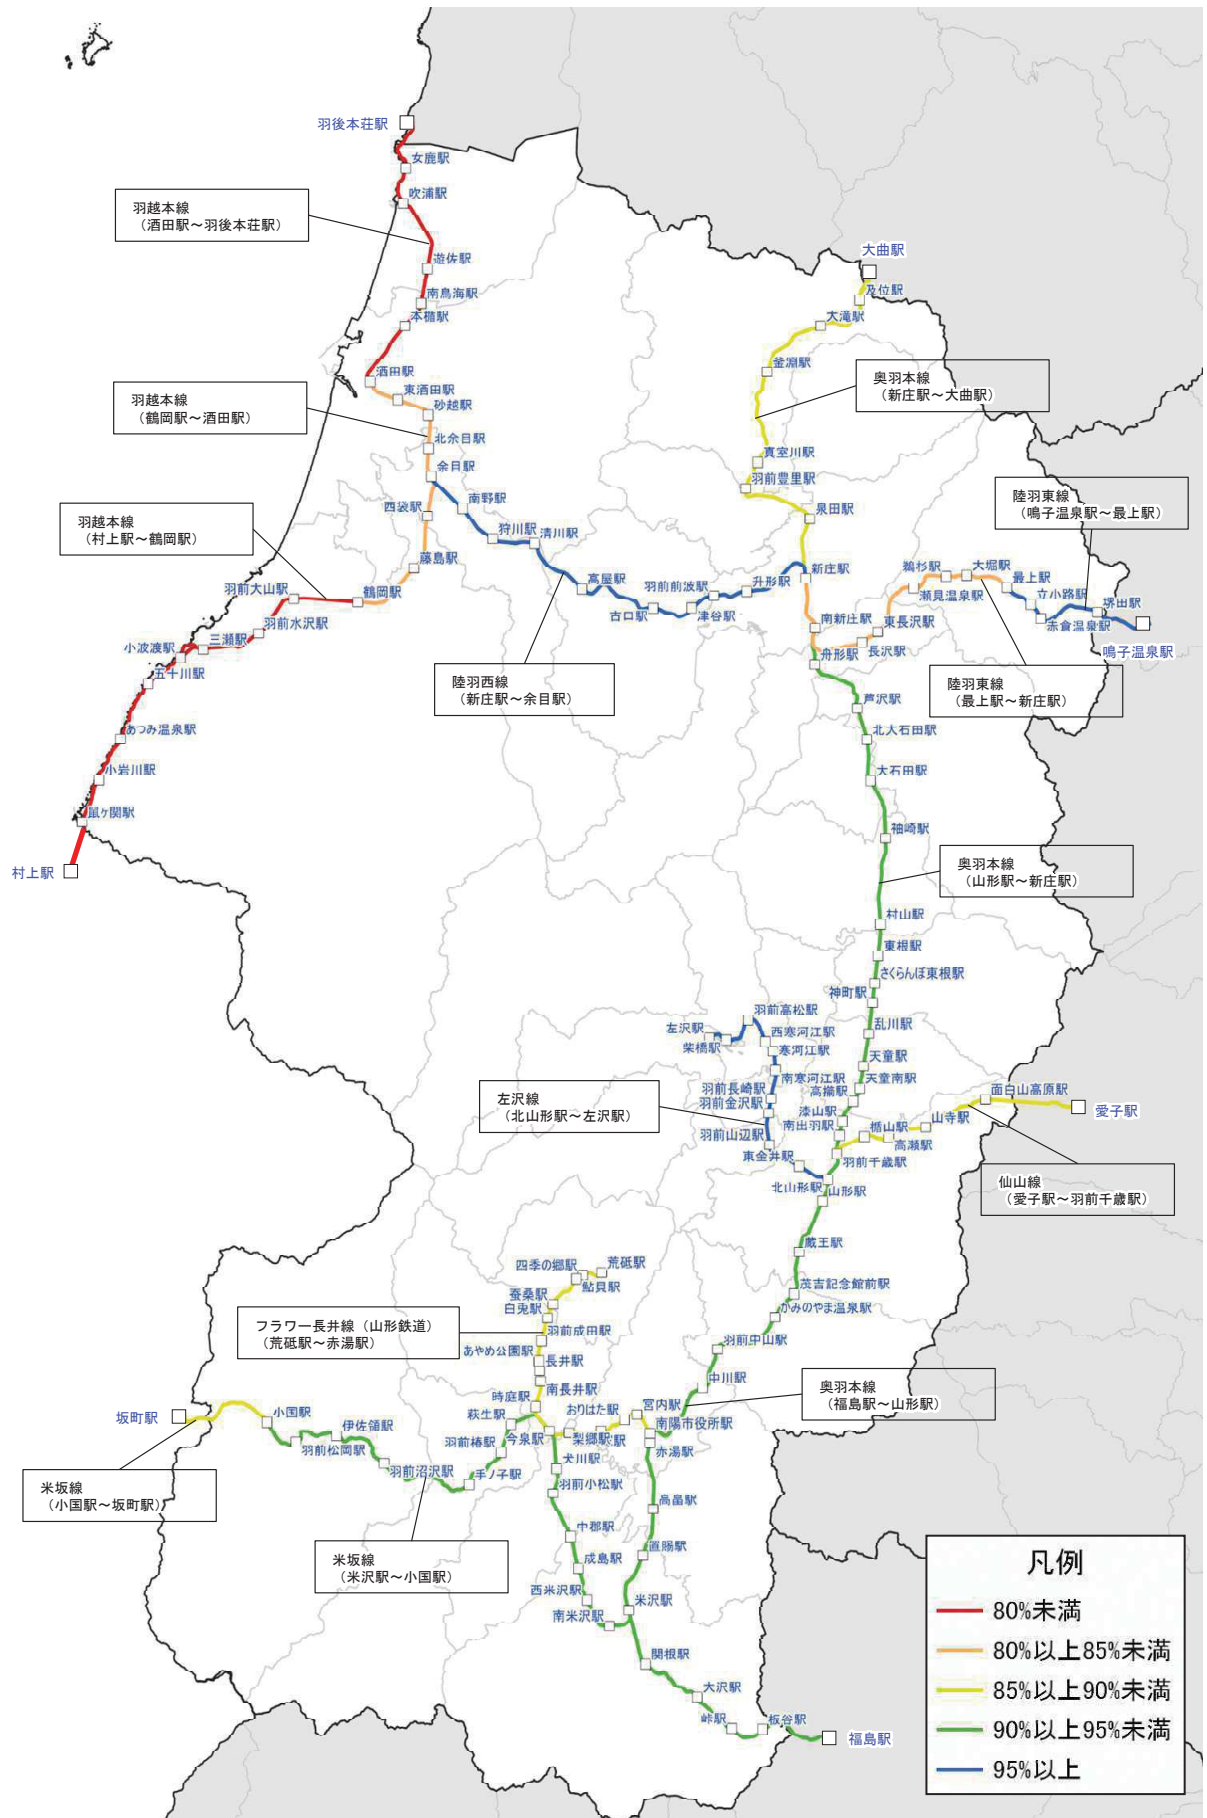 羽後本荘駅
女鹿駅
吹浦駅
羽越本線
（酒田駅～羽後本荘駅）
遊佐駅
南鳥海駅
本楯駅
酒田駅
東酒田駅
砂越駅
羽越本線
（鶴岡駅～酒田駅）
北余目駅
余目駅
西袋駅
藤島駅
羽越本線
（村上駅～鶴岡駅）
羽前大山駅
鶴岡駅
羽前水沢駅
三瀬駅
小波渡駅
五十川駅
あつみ温泉駅
小岩川駅
鼠ケ関駅
村上駅
南野駅
狩川駅
清川駅
高屋駅
古口駅
津谷駅
羽前前波駅
升形駅
新庄駅
陸羽西線
（新庄駅～余目駅）
大曲駅
及位駅
大滝駅
釜淵駅
奥羽本線
（新庄駅～大曲駅）
真室川駅
羽前豊里駅
泉田駅
陸羽東線
（鳴子温泉駅～最上駅）
鵜杉駅
大堀駅
最上駅
立小路駅
堺田駅
瀬見温泉駅
赤倉温泉駅
鳴子温泉駅
南新庄駅
東長沢駅
長沢駅
舟形駅
陸羽東線
（最上駅～新庄駅）
芦沢駅
北大石田駅
大石田駅
袖崎駅
奥羽本線
（山形駅～新庄駅）
村山駅
東根駅
さくらんぼ東根駅
神町駅
乱川駅
天童駅
天童南駅
高擶駅
漆山駅
南出羽駅
羽前千歳駅
北山形駅
山形駅
羽前高松駅
左沢駅
柴橋駅
西寒河江駅
寒河江駅
南寒河江駅
羽前長崎駅
羽前金沢駅
羽前山辺駅
東金井駅
左沢線
（北山形駅～左沢駅）
楯山駅
高瀬駅
山寺駅
面白山高原駅
愛子駅
仙山線
（愛子駅～羽前千歳駅）
蔵王駅
茂吉記念館前駅
かみのやま温泉駅
羽前中山駅
中川駅
奥羽本線
（福島駅～山形駅）
四季の郷駅
荒砥駅
鮎貝駅
蚕桑駅
白兎駅
羽前成田駅
あやめ公園駅
長井駅
南長井駅
時庭駅
フラワー長井線（山形鉄道）
（荒砥駅～赤湯駅）
おりはた駅
宮内駅
南陽市役所駅
赤湯駅
梨郷駅
今泉駅
萩生駅
羽前椿駅
手ノ子駅
羽前沼沢駅
伊佐領駅
羽前松岡駅
小国駅
坂町駅
米坂線
（小国駅～坂町駅）
米坂線
（米沢駅～小国駅）
犬川駅
羽前小松駅
中郡駅
成島駅
西米沢駅
南米沢駅
高畠駅
置賜駅
米沢駅
関根駅
大沢駅
峠駅
板谷駅
福島駅
凡例
80%未満
80%以上85%未満
85%以上90%未満
90%以上95%未満
95%以上